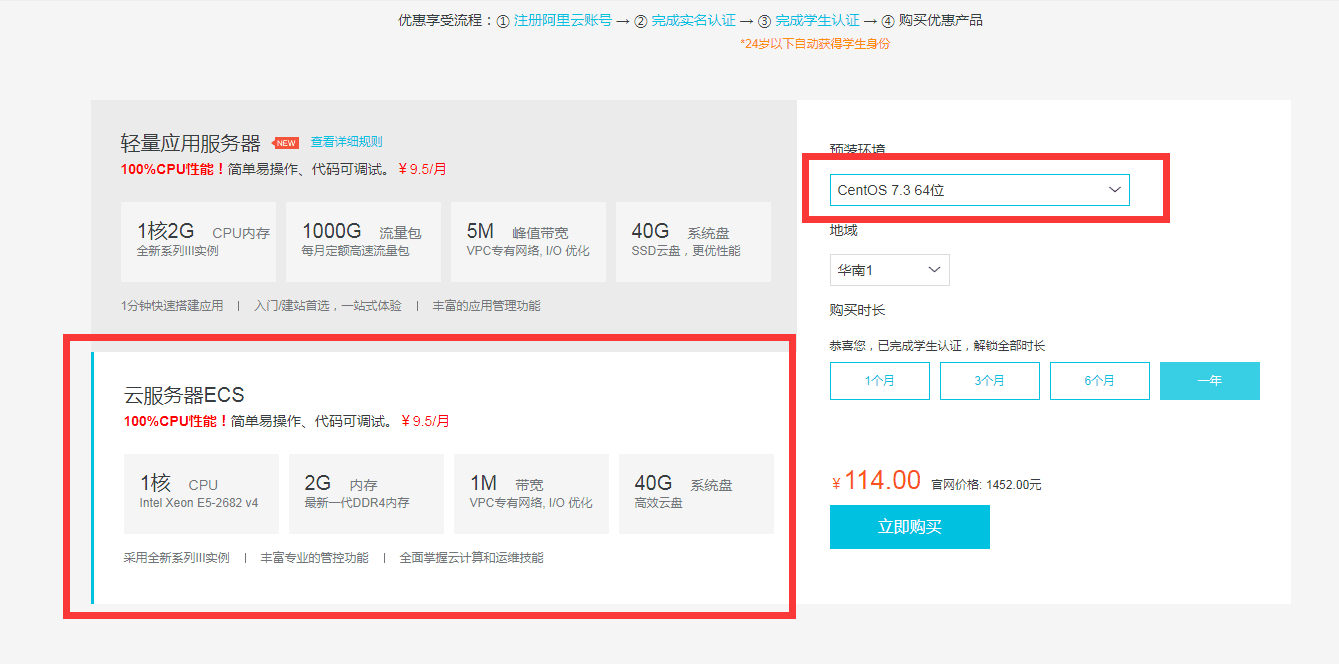 优惠享受流程：① 注册阿里云账号 → ② 完成实名认证 → ③ 完成学生认证 → ④ 购买优惠产品
*24岁以下自动获得学生身份
轻量应用服务器 NEW 查看详细规则
100%CPU性能！简单易操作、代码可调试。￥9.5/月
1核2G CPU内存
全新系列III实例
1000G 流量包
每月定额高速流量包
5M 峰值带宽
VPC专有网络, I/O 优化
40G 系统盘
SSD云盘，更优性能
1分钟快速搭建应用 | 入门/建站首选，一站式体验 | 丰富的应用管理功能
云服务器ECS
100%CPU性能！简单易操作、代码可调试。￥9.5/月
1核 CPU
Intel Xeon E5-2682 v4
2G 内存
最新一代DDR4内存
1M 带宽
VPC专有网络, I/O 优化
40G 系统盘
高效云盘
采用全新系列III实例 | 丰富专业的管控功能 | 全面掌握云计算和运维技能
预装环境
CentOS 7.3 64位
地域
华南1
购买时长
恭喜您，已完成学生认证，解锁全部时长
1个月 3个月 6个月 一年
￥114.00 官网价格: 1452.00元
立即购买